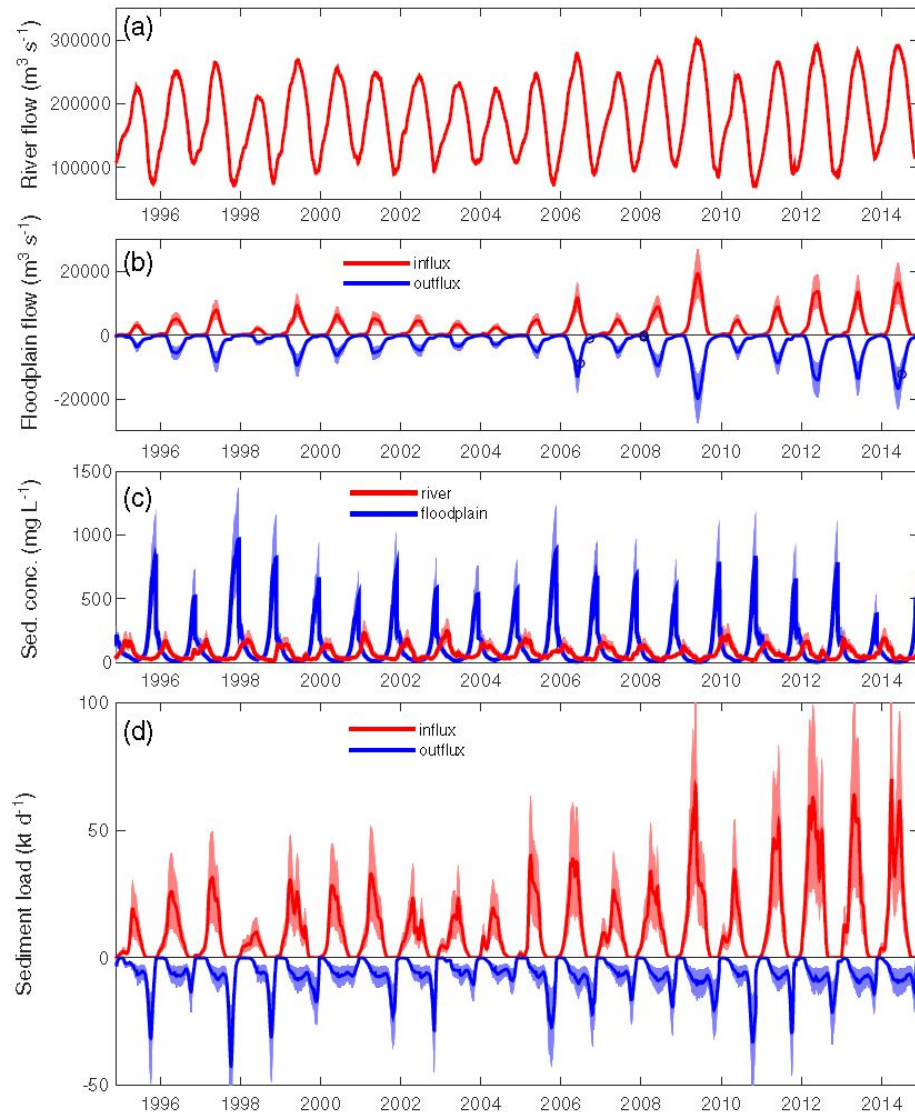 (a)
River flow (m³ s⁻¹)
300000
200000
100000
1996 1998 2000 2002 2004 2006 2008 2010 2012 2014
(b)
Floodplain flow (m³ s⁻¹)
influx
outflux
20000
0
-20000
1996 1998 2000 2002 2004 2006 2008 2010 2012 2014
(c)
Sed. conc. (mg L⁻¹)
river
floodplain
1500
1000
500
0
1996 1998 2000 2002 2004 2006 2008 2010 2012 2014
(d)
Sediment load (kt d⁻¹)
influx
outflux
100
50
0
-50
1996 1998 2000 2002 2004 2006 2008 2010 2012 2014